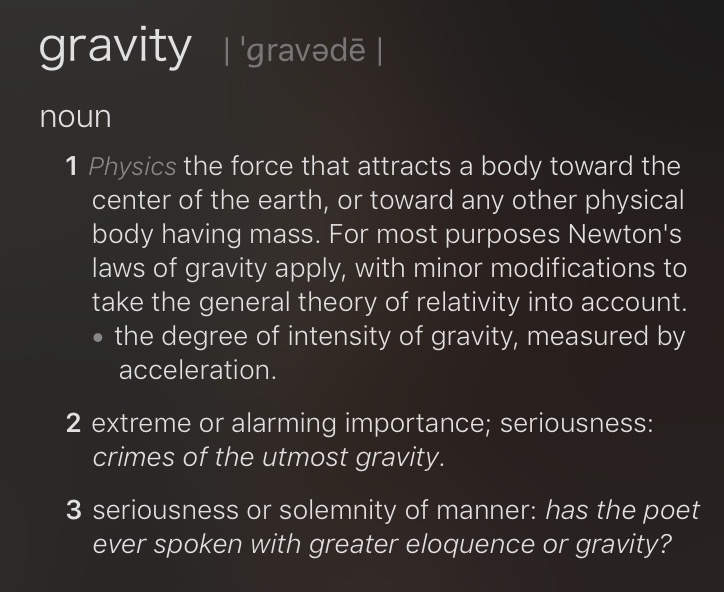 gravity | ˈɡravədē |
noun
1 Physics the force that attracts a body toward the
center of the earth, or toward any other physical
body having mass. For most purposes Newton's
laws of gravity apply, with minor modifications to
take the general theory of relativity into account.
• the degree of intensity of gravity, measured by
acceleration.
2 extreme or alarming importance; seriousness:
crimes of the utmost gravity.
3 seriousness or solemnity of manner: has the poet
ever spoken with greater eloquence or gravity?